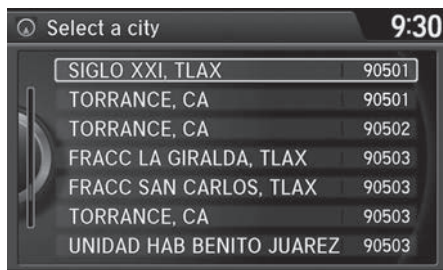 Select a city 9:30
SIGLO XXI, TLAX 90501
TORRANCE, CA 90501
TORRANCE, CA 90502
FRACC LA GIRALDA, TLAX 90503
FRACC SAN CARLOS, TLAX 90503
TORRANCE, CA 90503
UNIDAD HAB BENITO JUAREZ 90503